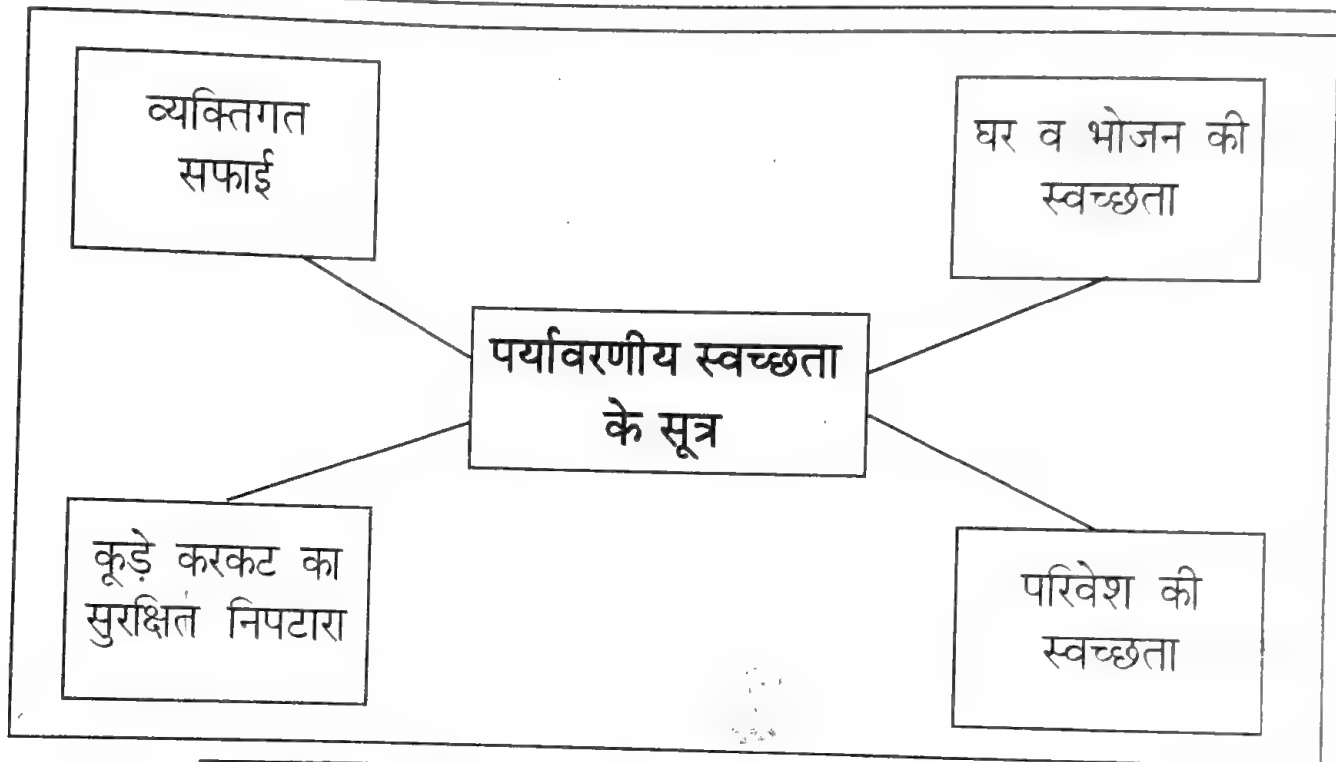 व्यक्तिगत
सफाई
घर व भोजन की
स्वच्छता
पर्यावरणीय स्वच्छता
के सूत्र
कूड़े करकट का
सुरक्षित निपटारा
परिवेश की
स्वच्छता